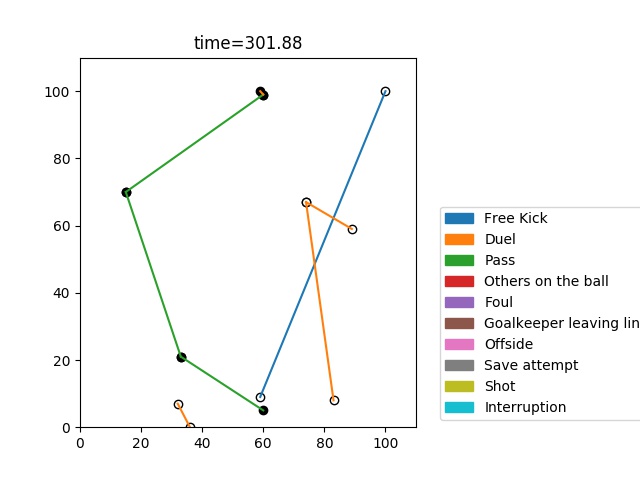 time=301.88
100
80
60
40
20
0
0 20 40 60 80 100
Free Kick
Duel
Pass
Others on the ball
Foul
Goalkeeper leaving lin
Offside
Save attempt
Shot
Interruption